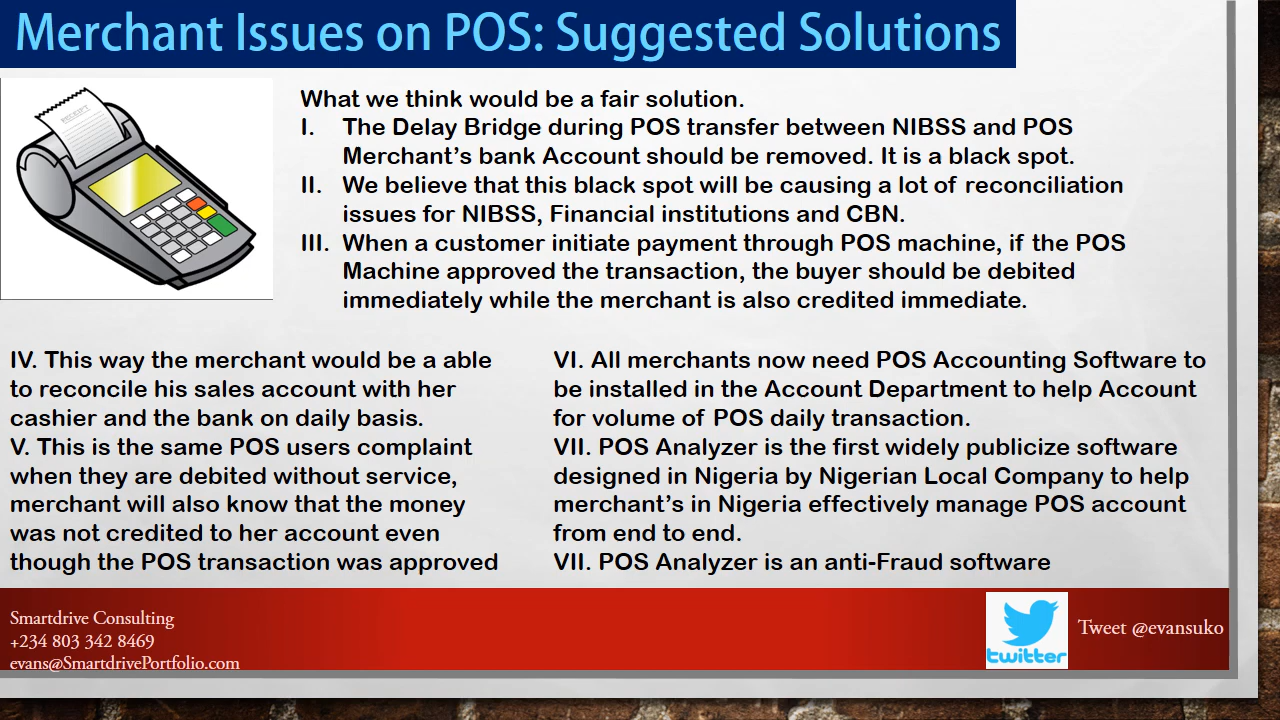 Merchant Issues on POS: Suggested Solutions
RECEIPT
What we think would be a fair solution.
I. The Delay Bridge during POS transfer between NIBSS and POS
Merchant's bank Account should be removed. It is a black spot.
II. We believe that this black spot will be causing a lot of reconciliation
issues for NIBSS, Financial institutions and CBN.
III. When a customer initiate payment through POS machine, if the POS
Machine approved the transaction, the buyer should be debited
immediately while the merchant is also credited immediate.
IV. This way the merchant would be a able
to reconcile his sales account with her
cashier and the bank on daily basis.
V. This is the same POS users complaint
when they are debited without service,
merchant will also know that the money
was not credited to her account even
though the POS transaction was approved
VI. All merchants now need POS Accounting Software to
be installed in the Account Department to help Account
for volume of POS daily transaction.
VII. POS Analyzer is the first widely publicize software
designed in Nigeria by Nigerian Local Company to help
merchant's in Nigeria effectively manage POS account
from end to end.
VII. POS Analyzer is an anti-Fraud software
Smartdrive Consulting
+234 803 342 8469
evans@SmartdrivePortfolio.com
twitter
Tweet @evansuko